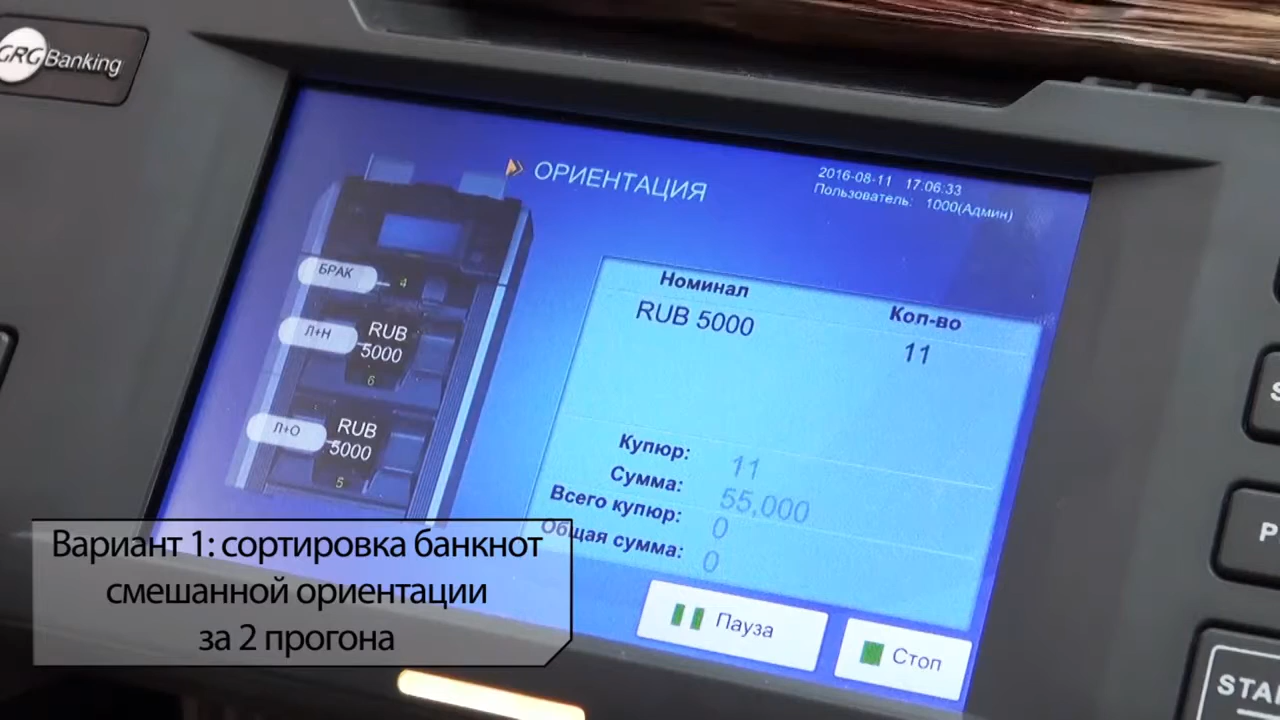 GRG Banking
ОРИЕНТАЦИЯ
2016-08-11 17:06:33
Пользователь: 1000(Админ)
БРАК
4
Л+Н
RUB
5000
6
Л+О
RUB
5000
5
Номинал Кол-во
RUB 5000 11
Купюр: 11
Сумма: 55,000
Всего купюр: 0
Общая сумма: 0
Пауза
Стоп
Вариант 1: сортировка банкнот
смешанной ориентации
за 2 прогона